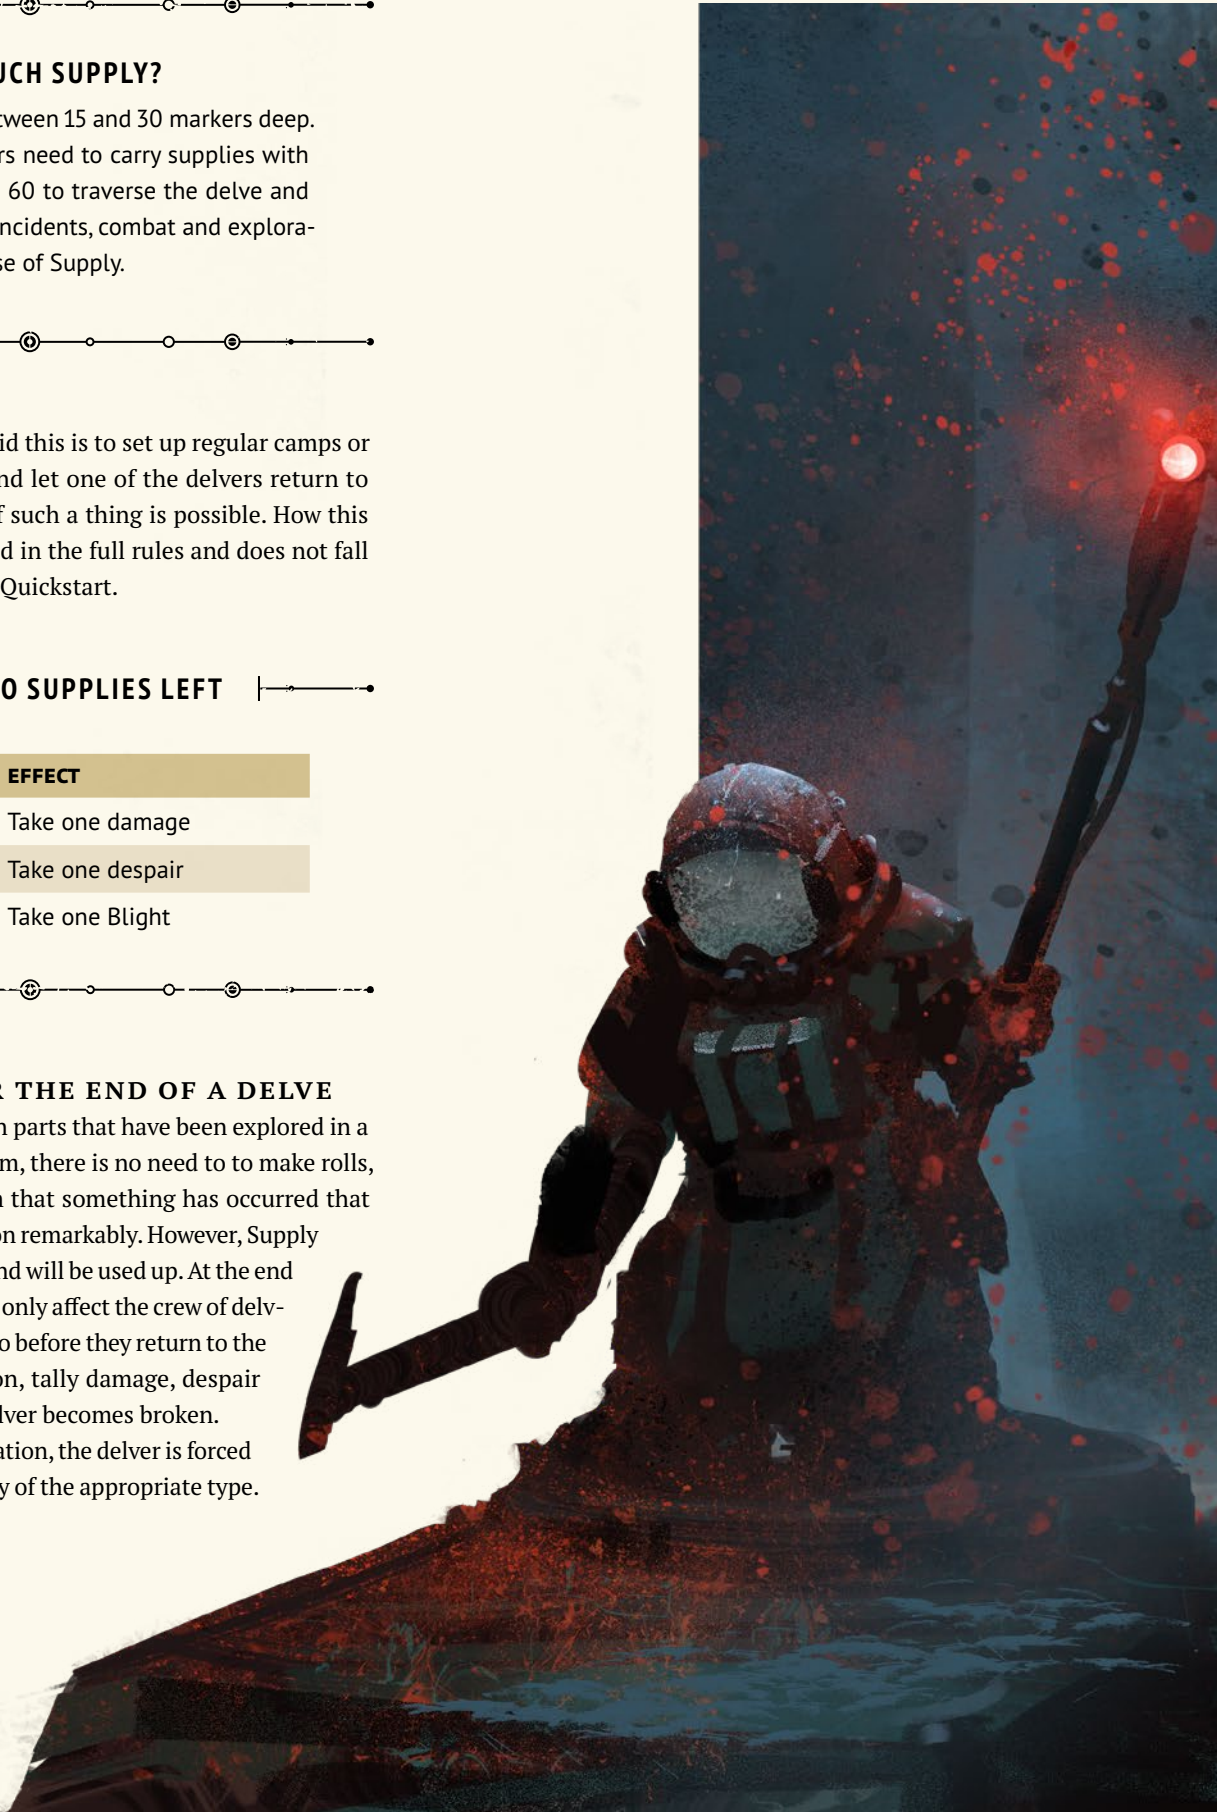 UCH SUPPLY?
tween 15 and 30 markers deep.
rs need to carry supplies with
60 to traverse the delve and
ncidents, combat and explora-
se of Supply.
id this is to set up regular camps or
nd let one of the delvers return to
f such a thing is possible. How this
d in the full rules and does not fall
Quickstart.
O SUPPLIES LEFT
EFFECT
Take one damage
Take one despair
Take one Blight
R THE END OF A DELVE
n parts that have been explored in a
m, there is no need to to make rolls,
n that something has occurred that
on remarkably. However, Supply
nd will be used up. At the end
only affect the crew of delv-
o before they return to the
on, tally damage, despair
lver becomes broken.
ation, the delver is forced
y of the appropriate type.